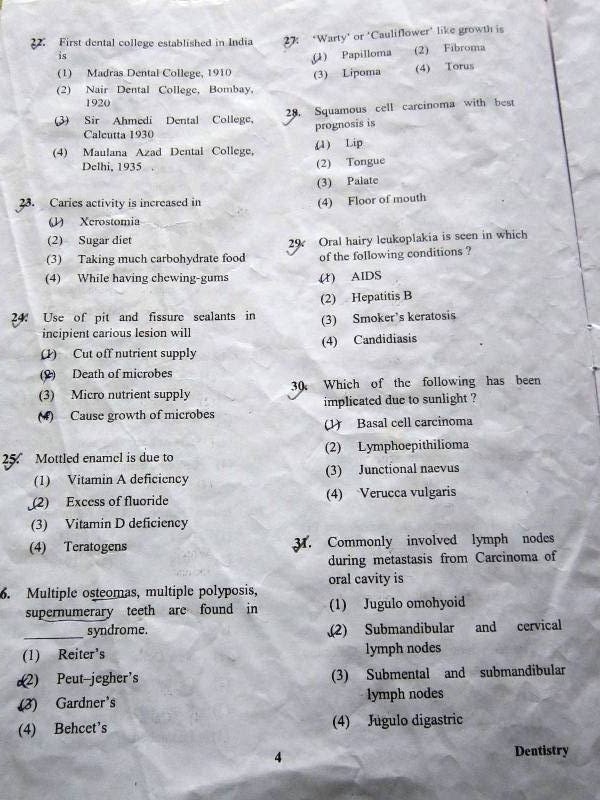 22. First dental college established in India
is
(1) Madras Dental College, 1910
(2) Nair Dental College, Bombay,
1920
(3) Sir Ahmedi Dental College,
Calcutta 1930
(4) Maulana Azad Dental College,
Delhi, 1935 .
23. Caries activity is increased in
(1) Xerostomia
(2) Sugar diet
(3) Taking much carbohydrate food
(4) While having chewing-gums
24. Use of pit and fissure sealants in
incipient carious lesion will
(1) Cut off nutrient supply
(2) Death of microbes
(3) Micro nutrient supply
(4) Cause growth of microbes
25. Mottled enamel is due to
(1) Vitamin A deficiency
(2) Excess of fluoride
(3) Vitamin D deficiency
(4) Teratogens
6. Multiple osteomas, multiple polyposis,
supernumerary teeth are found in
________ syndrome.
(1) Reiter's
(2) Peut–jegher's
(3) Gardner's
(4) Behcet's
27. 'Warty' or 'Cauliflower' like growth is
(1) Papilloma (2) Fibroma
(3) Lipoma (4) Torus
28. Squamous cell carcinoma with best
prognosis is
(1) Lip
(2) Tongue
(3) Palate
(4) Floor of mouth
29. Oral hairy leukoplakia is seen in which
of the following conditions ?
(1) AIDS
(2) Hepatitis B
(3) Smoker's keratosis
(4) Candidiasis
30. Which of the following has been
implicated due to sunlight ?
(1) Basal cell carcinoma
(2) Lymphoepithilioma
(3) Junctional naevus
(4) Verucca vulgaris
31. Commonly involved lymph nodes
during metastasis from Carcinoma of
oral cavity is
(1) Jugulo omohyoid
(2) Submandibular and cervical
lymph nodes
(3) Submental and submandibular
lymph nodes
(4) Jugulo digastric
4
Dentistry